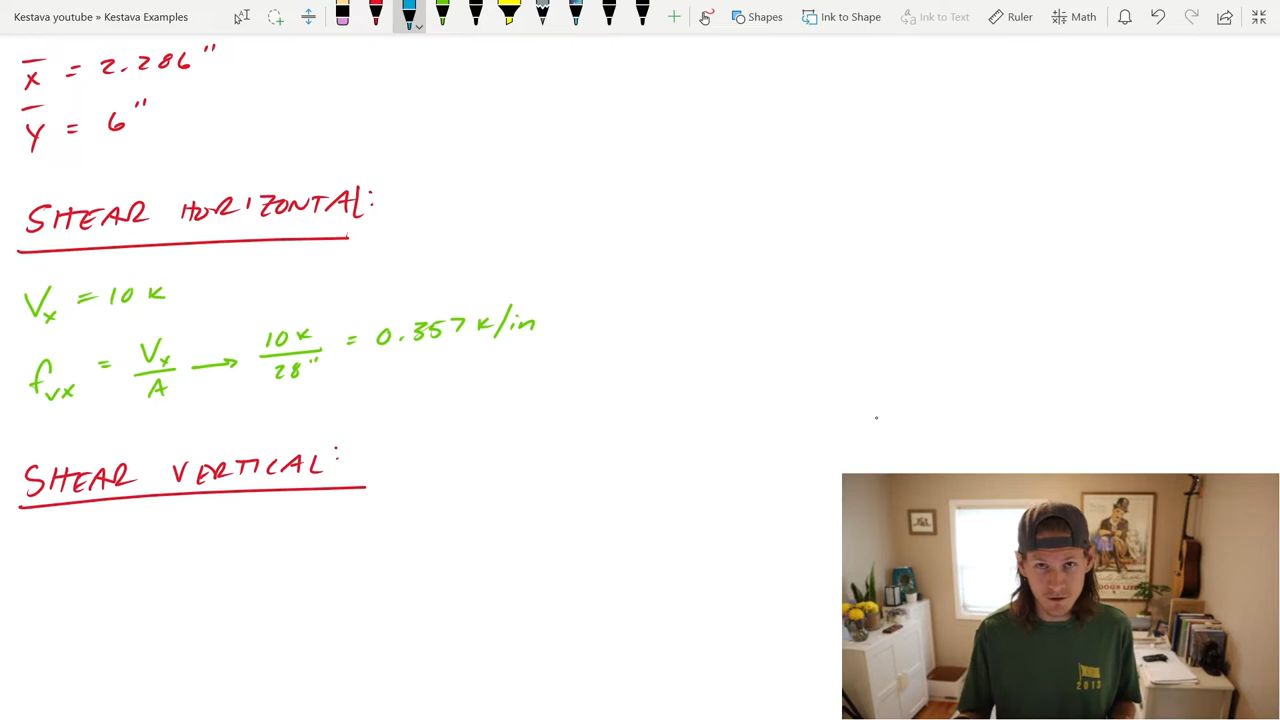 Kestava youtube » Kestava Examples
Shapes
Ink to Shape
Ink to Text
Ruler
Math
x̄ = 2.286"
ȳ = 6"
SHEAR HORIZONTAL:
Vx = 10 K
fvx = Vx/A → 10K/28" = 0.357 K/in
SHEAR VERTICAL:
2013